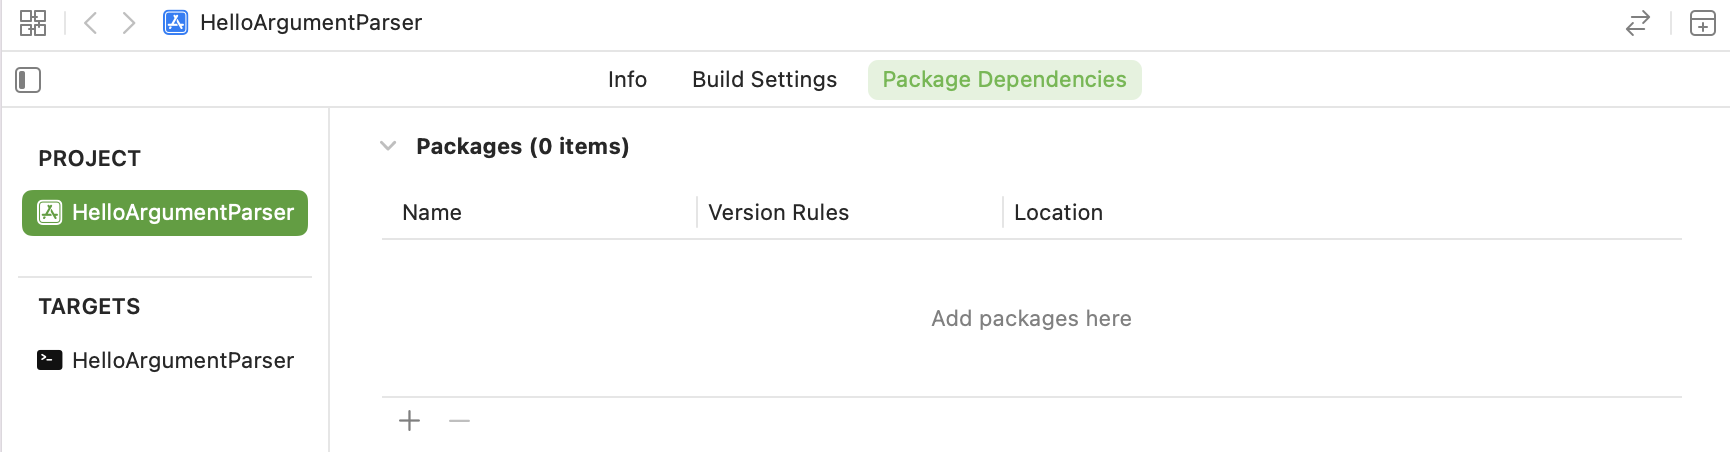 HelloArgumentParser
Info Build Settings Package Dependencies
PROJECT
HelloArgumentParser
TARGETS
HelloArgumentParser
Packages (0 items)
Name Version Rules Location
Add packages here